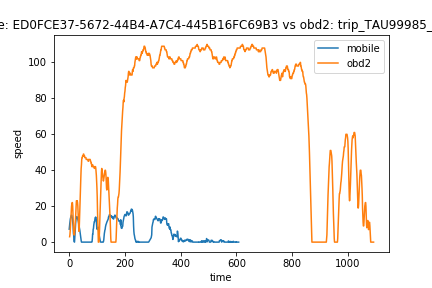 e: ED0FCE37-5672-44B4-A7C4-445B16FC69B3 vs obd2: trip_TAU99985_
mobile
obd2
speed
100
80
60
40
20
0
0 200 400 600 800 1000
time